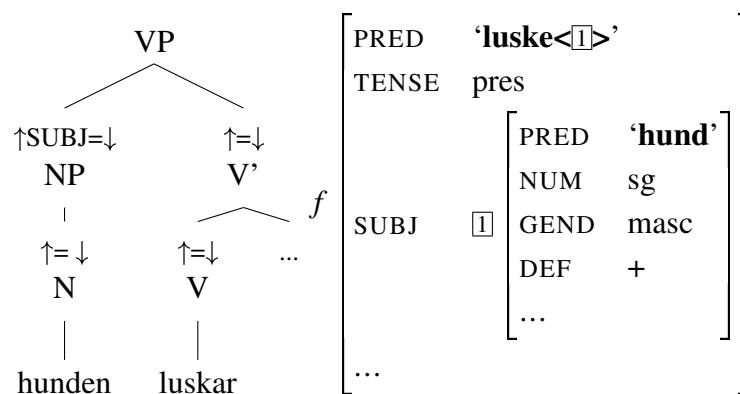 VP
↑SUBJ=↓ ↑=↓
NP V’
↑= ↓ ↑=↓ ...
N V
hunden luskar
f
PRED ‘luske<1>’
TENSE pres
SUBJ 1
PRED ‘hund’
NUM sg
GEND masc
DEF +
...
...